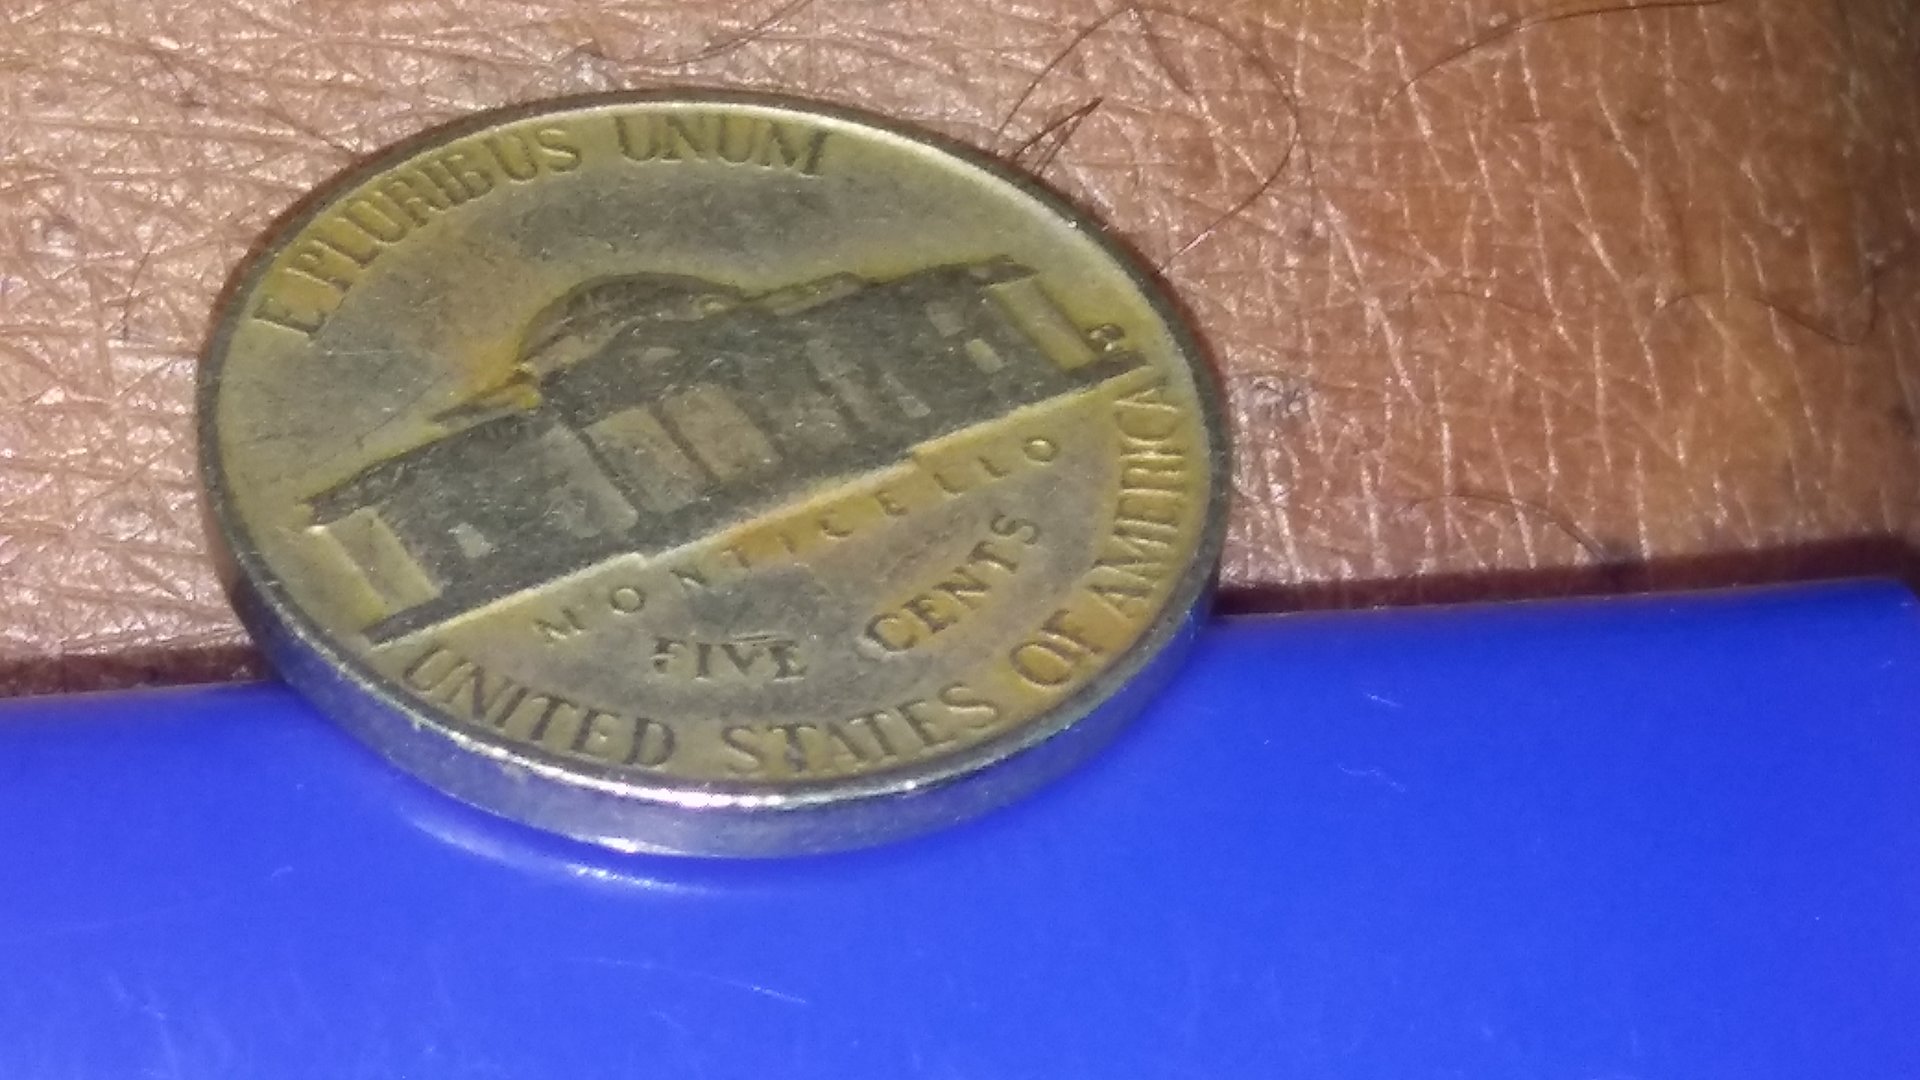 E PLURIBUS UNUM
MONTICELLO
FIVE CENTS
UNITED STATES OF AMERICA